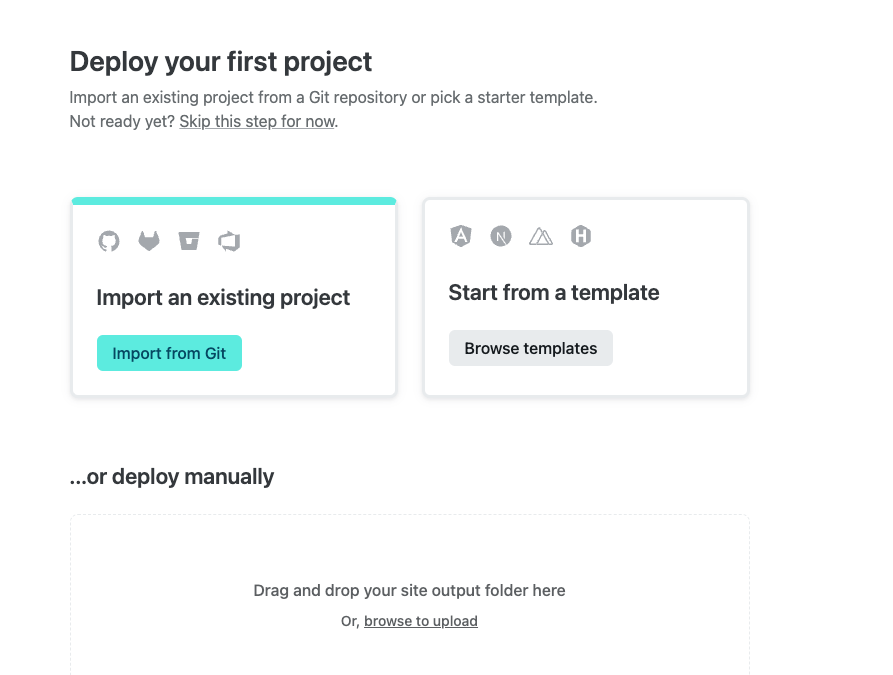 Deploy your first project
Import an existing project from a Git repository or pick a starter template.
Not ready yet? Skip this step for now.
Import an existing project
Import from Git
Start from a template
Browse templates
...or deploy manually
Drag and drop your site output folder here
Or, browse to upload